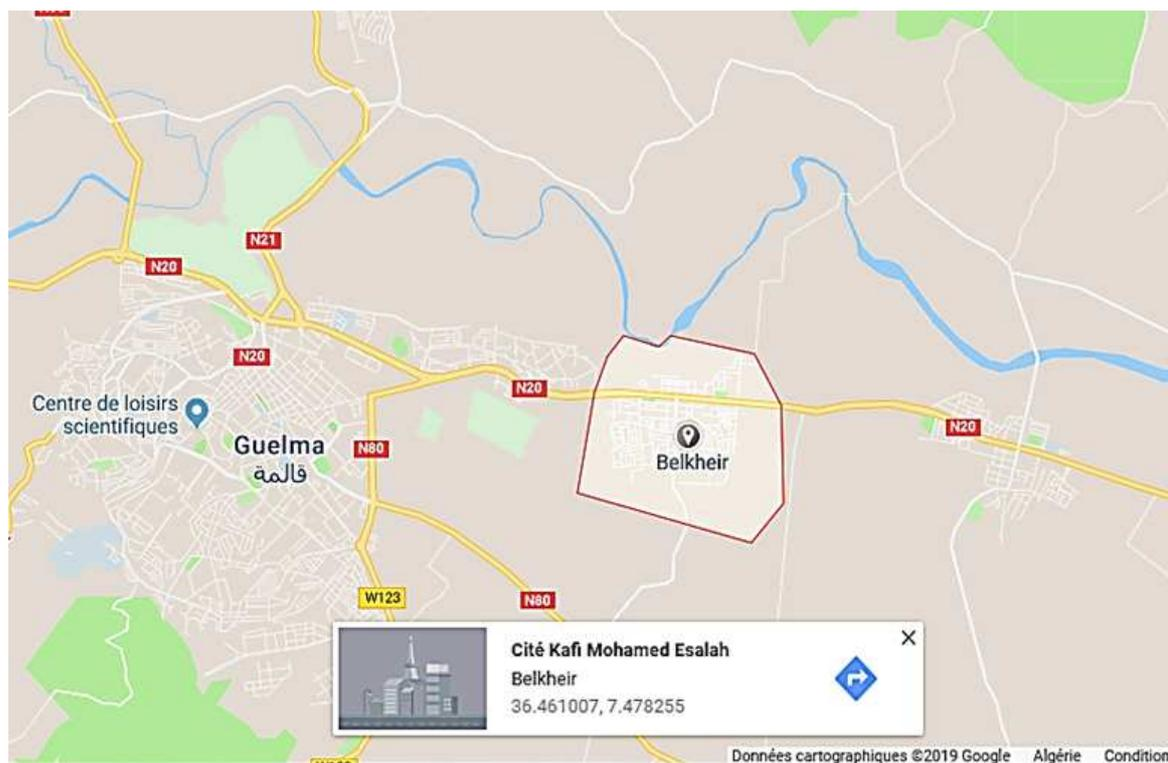 N21
N20
N20
N20
Centre de loisirs
scientifiques
Guelma
قالمة
N80
Belkheir
N20
W123
N80
Cité Kafi Mohamed Esalah
Belkheir
36.461007, 7.478255
Données cartographiques ©2019 Google Algérie Condition